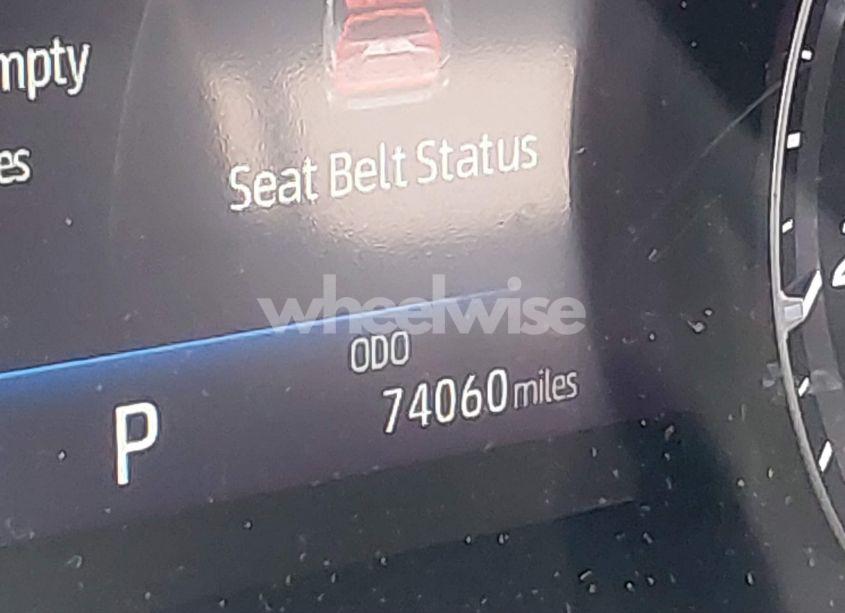 mpty
es
Seat Belt Status
wheelwise
ODO
74060 miles
P